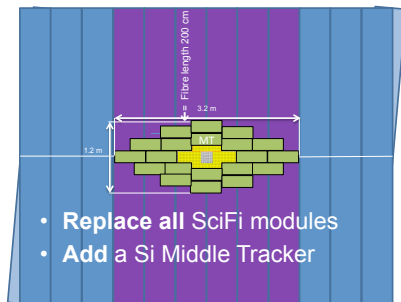 = Fibre length 200 cm
3.2 m
MT
1.2 m
• Replace all SciFi modules
• Add a Si Middle Tracker